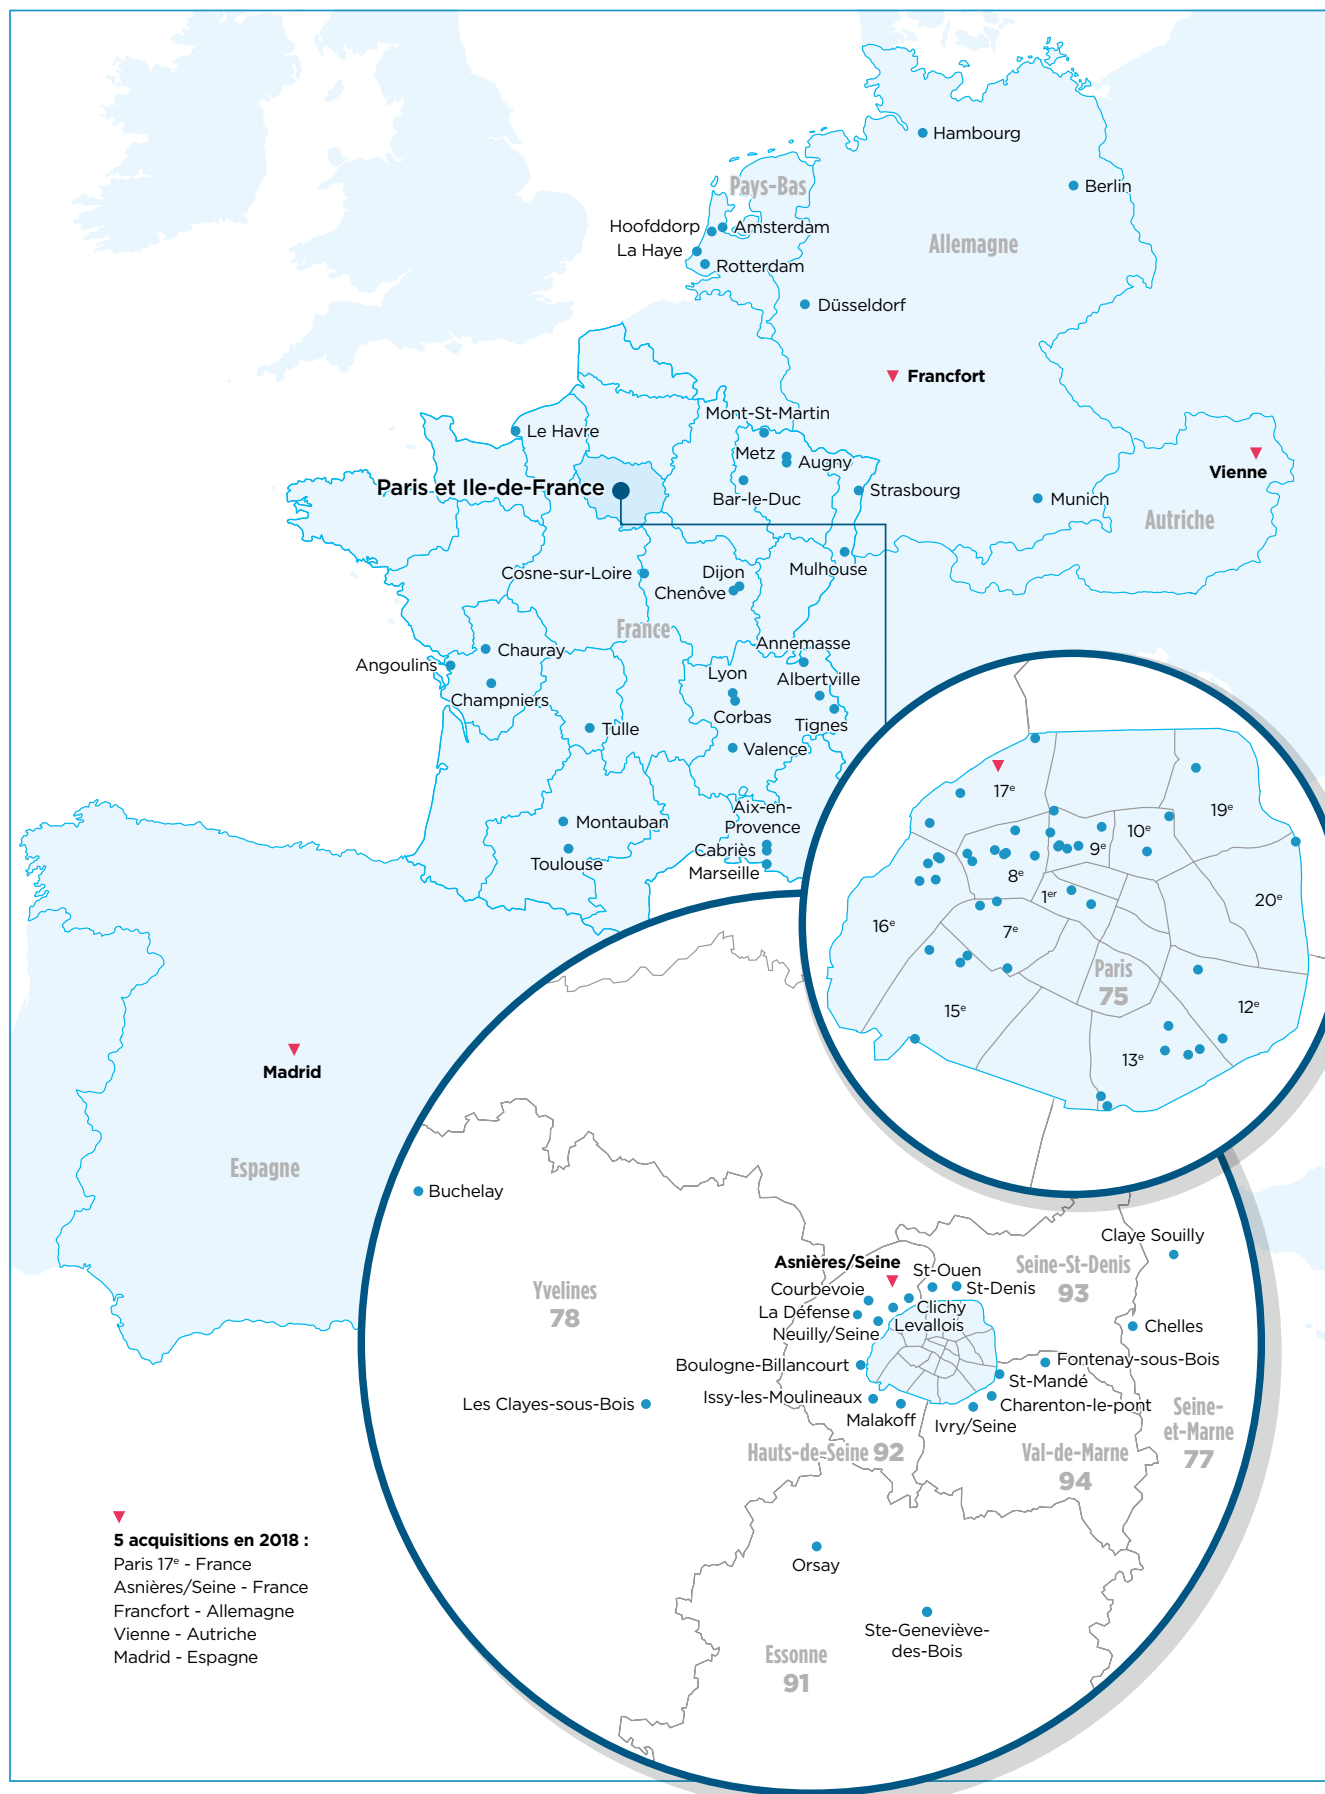 Hambourg
Berlin
Pays-Bas
Hoofddorp
Amsterdam
La Haye
Rotterdam
Allemagne
Düsseldorf
Francfort
Mont-St-Martin
Le Havre
Metz
Augny
Paris et Ile-de-France
Bar-le-Duc
Strasbourg
Vienne
Munich
Autriche
Cosne-sur-Loire
Dijon
Chenôve
Mulhouse
France
Annemasse
Chauray
Angoulins
Champniers
Lyon
Albertville
Corbas
Tignes
Tulle
Valence
Montauban
Toulouse
Aix-en-
Provence
Cabriès
Marseille
17e
19e
10e
9e
8e
1er
20e
16e
7e
Paris
75
15e
12e
13e
Madrid
Espagne
Buchelay
Yvelines
78
Les Clayes-sous-Bois
Asnières/Seine
St-Ouen
Seine-St-Denis
93
Claye Souilly
Courbevoie
St-Denis
La Défense
Clichy
Neuilly/Seine
Levallois
Chelles
Boulogne-Billancourt
Fontenay-sous-Bois
St-Mandé
Issy-les-Moulineaux
Charenton-le-pont
Malakoff
Ivry/Seine
Seine-
et-Marne
77
Hauts-de-Seine 92
Val-de-Marne
94
Orsay
Ste-Geneviève-
des-Bois
Essonne
91
5 acquisitions en 2018 :
Paris 17e - France
Asnières/Seine - France
Francfort - Allemagne
Vienne - Autriche
Madrid - Espagne